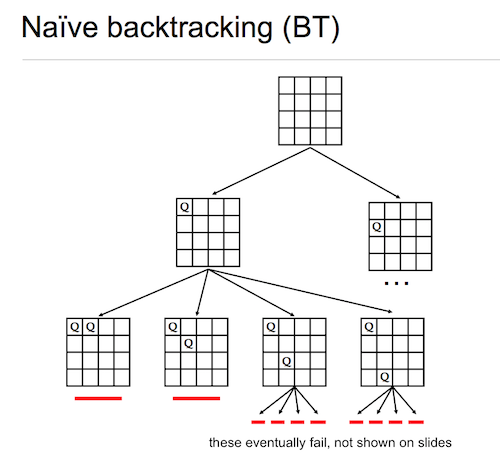 Naïve backtracking (BT)
Q
Q
...
Q Q
Q
Q
Q
Q
Q
Q
these eventually fail, not shown on slides